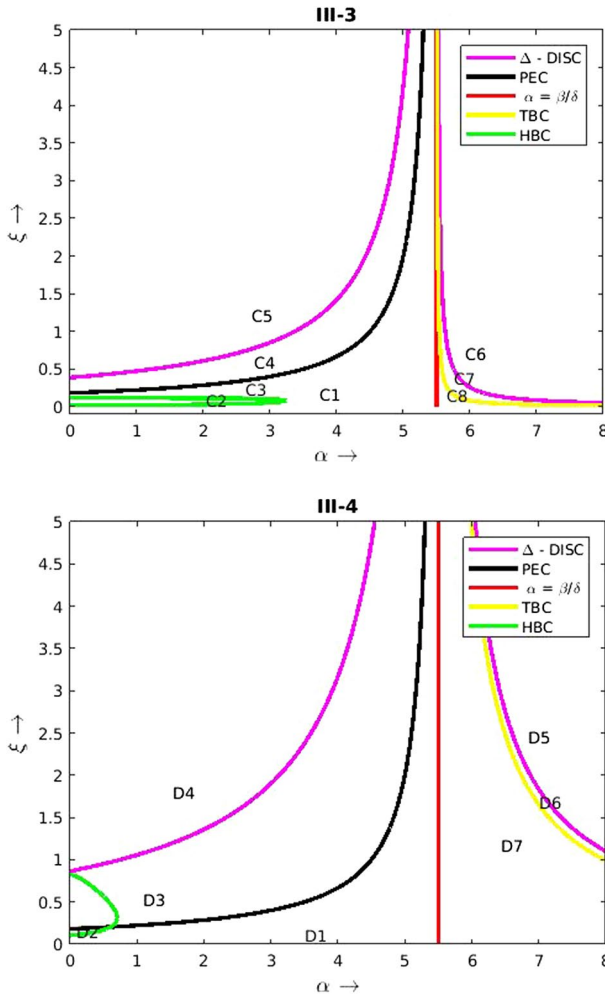 III-3
5
4.5
4
3.5
3
2.5
2
1.5
1
0.5
0
ξ →
Δ - DISC
PEC
α = β/δ
TBC
HBC
C5
C4
C3
C2
C1
C6
C7
C8
0 1 2 3 4 5 6 7 8
α →
III-4
5
4.5
4
3.5
3
2.5
2
1.5
1
0.5
0
ξ →
Δ - DISC
PEC
α = β/δ
TBC
HBC
D4
D3
D2
D1
D5
D6
D7
0 1 2 3 4 5 6 7 8
α →